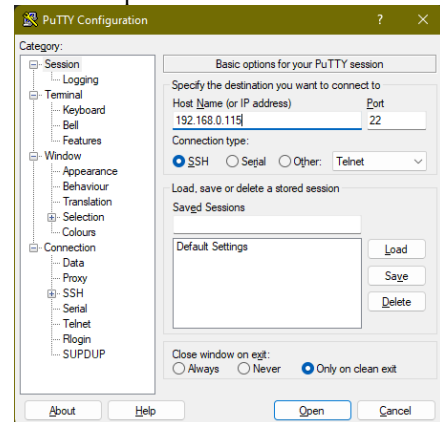 PuTTY Configuration
Category:
Session
Logging
Terminal
Keyboard
Bell
Features
Window
Appearance
Behaviour
Translation
Selection
Colours
Connection
Data
Proxy
SSH
Serial
Telnet
Rlogin
SUPDUP
Basic options for your PuTTY session
Specify the destination you want to connect to
Host Name (or IP address) Port
192.168.0.115 22
Connection type:
SSH Serial Other: Telnet
Load, save or delete a stored session
Saved Sessions
Default Settings
Load
Save
Delete
Close window on exit:
Always Never Only on clean exit
About Help Open Cancel